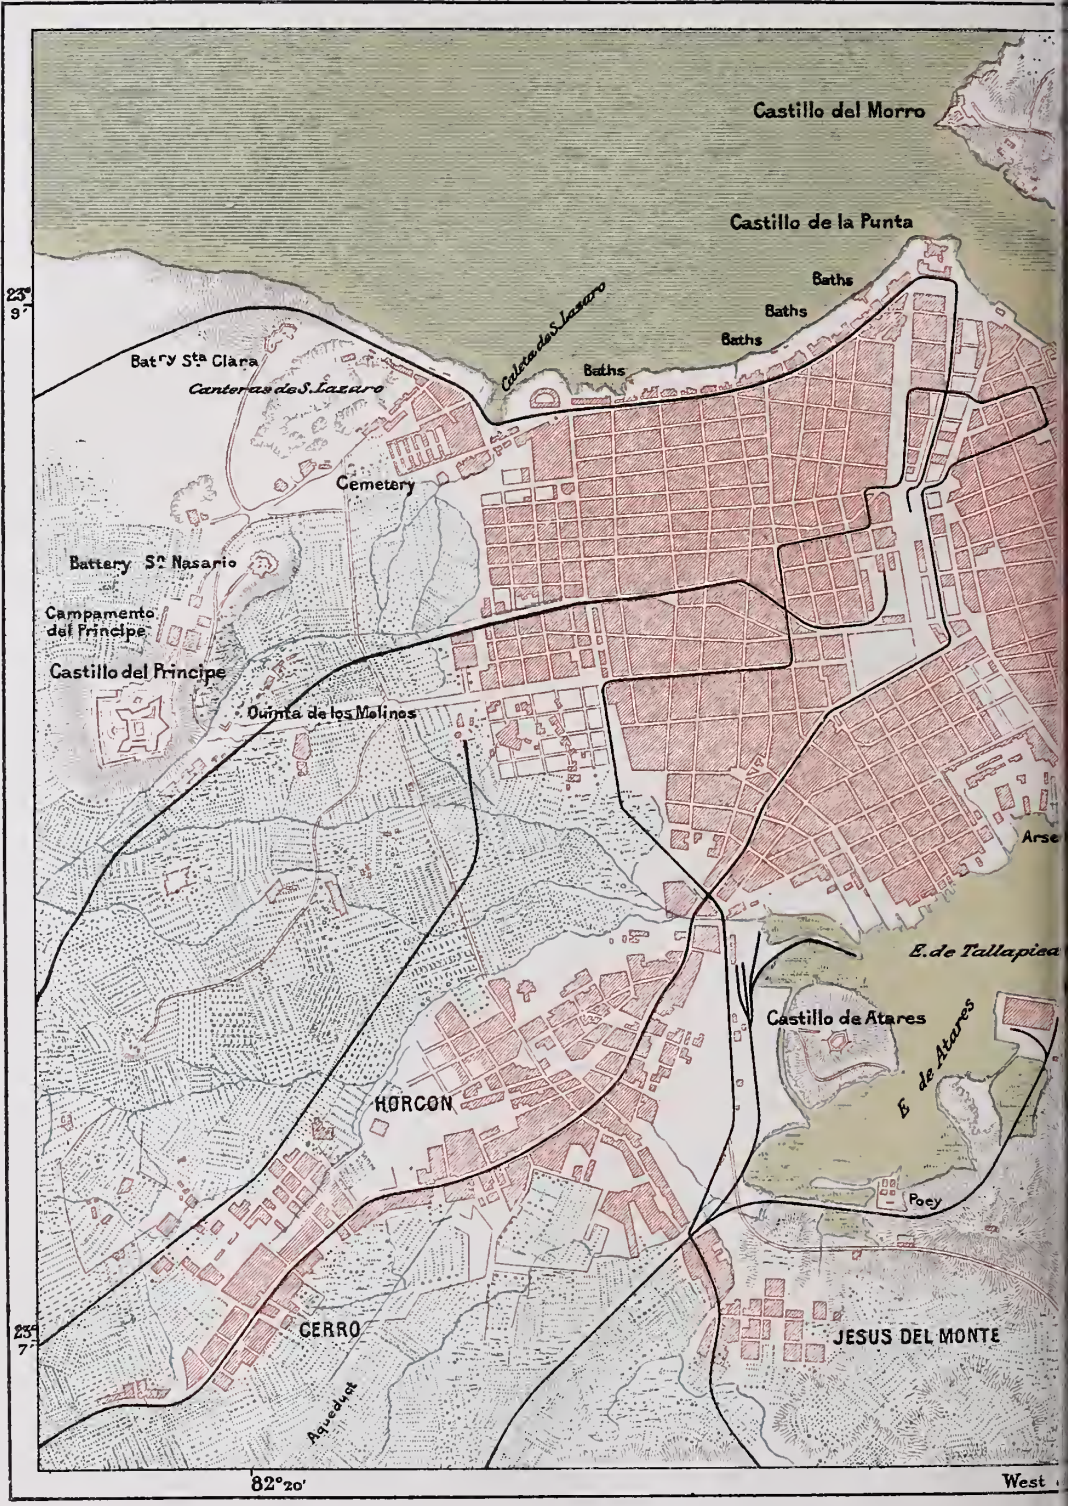 Castillo del Morro
Castillo de la Punta
Baths
Baths
Baths
Baths
Caleta de S. Lazaro
23°
9'
Batry Sta Clara
Canteras de S. Lazaro
Cemetery
Battery Sn Nasario
Campamento
del Principe
Castillo del Principe
Quinta de los Molinos
Arse
E. de Tallapiea
Castillo de Atares
E de Atares
HORCON
Poey
23°
7'
CERRO
JESUS DEL MONTE
Aqueduct
82°20'
West